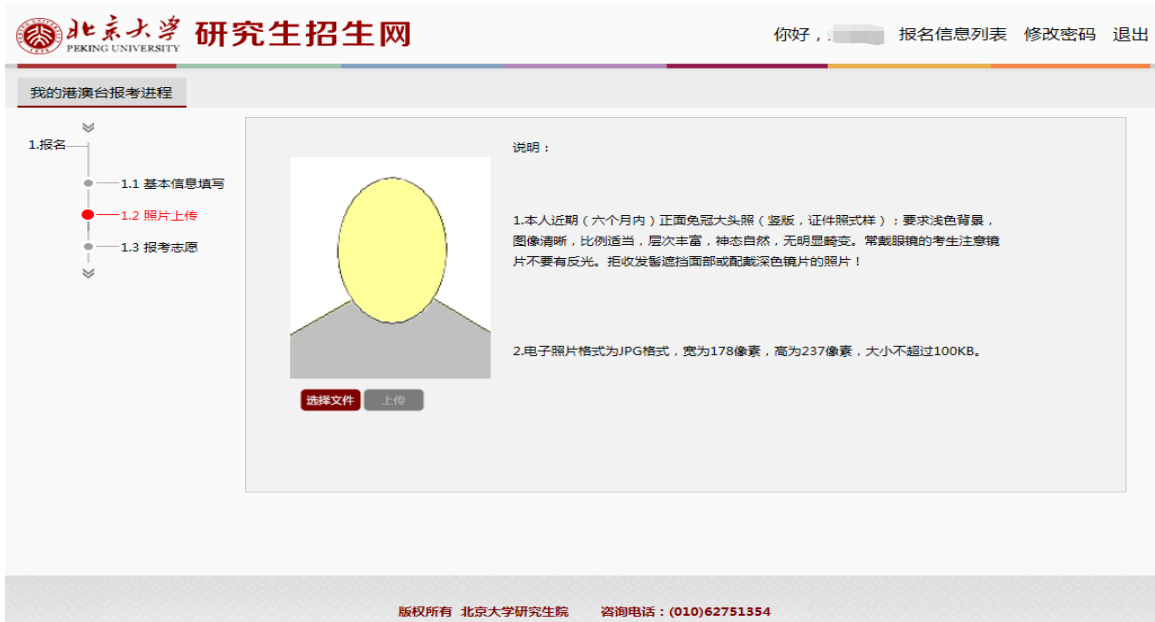 北京大学 研究生招生网
PEKING UNIVERSITY
你好， 报名信息列表 修改密码 退出
我的港澳台报考进程
1.报名
1.1 基本信息填写
1.2 照片上传
1.3 报考志愿
说明：
1.本人近期（六个月内）正面免冠大头照（竖版，证件照式样）；要求浅色背景，
图像清晰，比例适当，层次丰富，神态自然，无明显畸变。常戴眼镜的考生注意镜
片不要有反光。拒收发髻遮挡面部或配戴深色镜片的照片！
2.电子照片格式为JPG格式，宽为178像素，高为237像素，大小不超过100KB。
选择文件 上传
版权所有 北京大学研究生院 咨询电话：(010)62751354